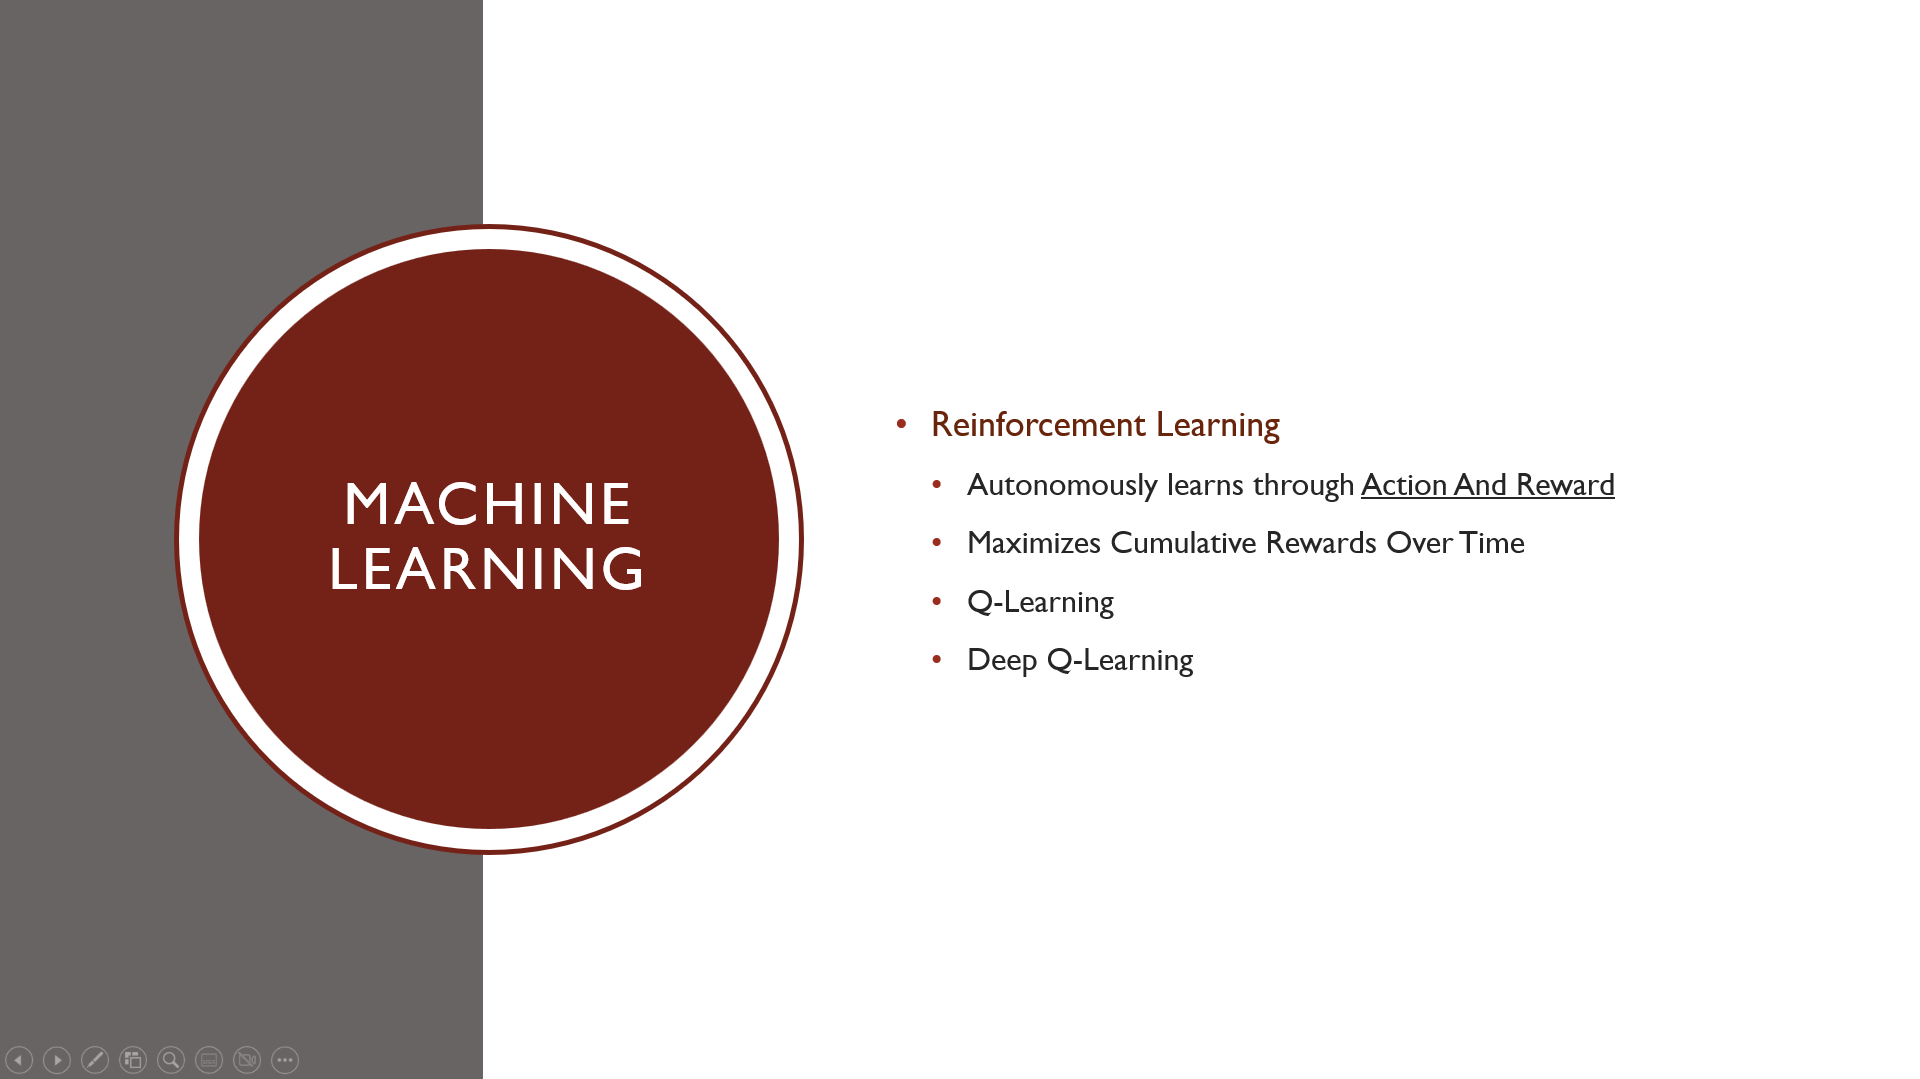 MACHINE
LEARNING
• Reinforcement Learning
• Autonomously learns through Action And Reward
• Maximizes Cumulative Rewards Over Time
• Q-Learning
• Deep Q-Learning